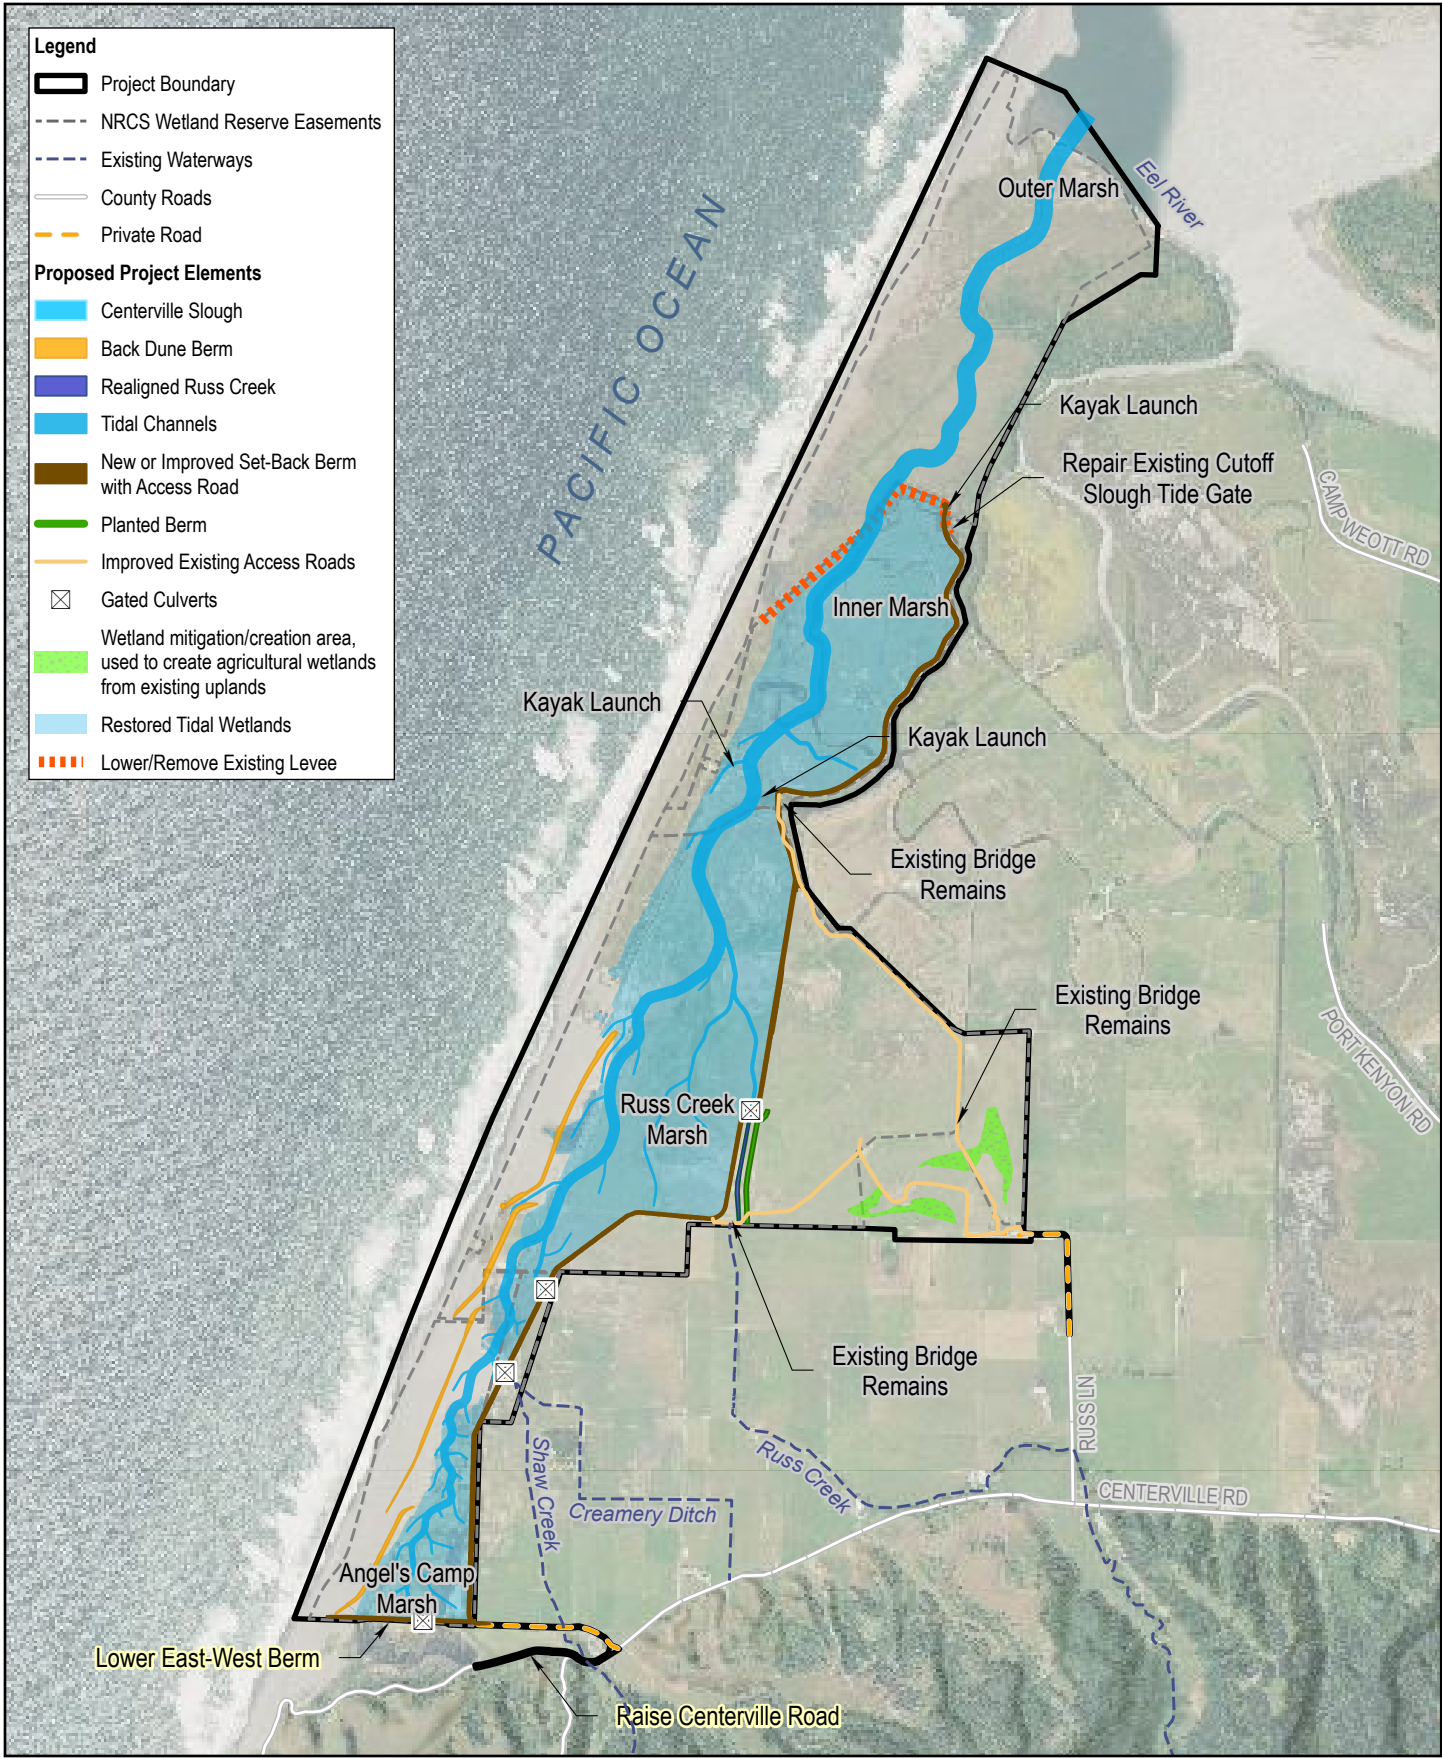 Legend
Project Boundary
NRCS Wetland Reserve Easements
Existing Waterways
County Roads
Private Road
Proposed Project Elements
Centerville Slough
Back Dune Berm
Realigned Russ Creek
Tidal Channels
New or Improved Set-Back Berm
with Access Road
Planted Berm
Improved Existing Access Roads
Gated Culverts
Wetland mitigation/creation area,
used to create agricultural wetlands
from existing uplands
Restored Tidal Wetlands
Lower/Remove Existing Levee
PACIFIC OCEAN
Outer Marsh
Eel River
Kayak Launch
Repair Existing Cutoff
Slough Tide Gate
CAMP WEOTT RD
Inner Marsh
Kayak Launch
Kayak Launch
Existing Bridge
Remains
Existing Bridge
Remains
PORT KENYON RD
Russ Creek
Marsh
Existing Bridge
Remains
RUSS LN
Russ Creek
CENTERVILLE RD
Shaw Creek
Creamery Ditch
Angel's Camp
Marsh
Lower East-West Berm
Raise Centerville Road